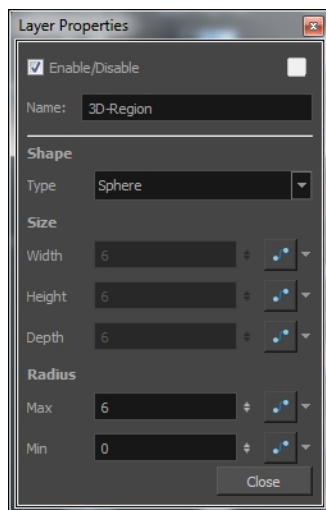 Layer Properties
Enable/Disable
Name: 3D-Region
Shape
Type Sphere
Size
Width 6
Height 6
Depth 6
Radius
Max 6
Min 0
Close